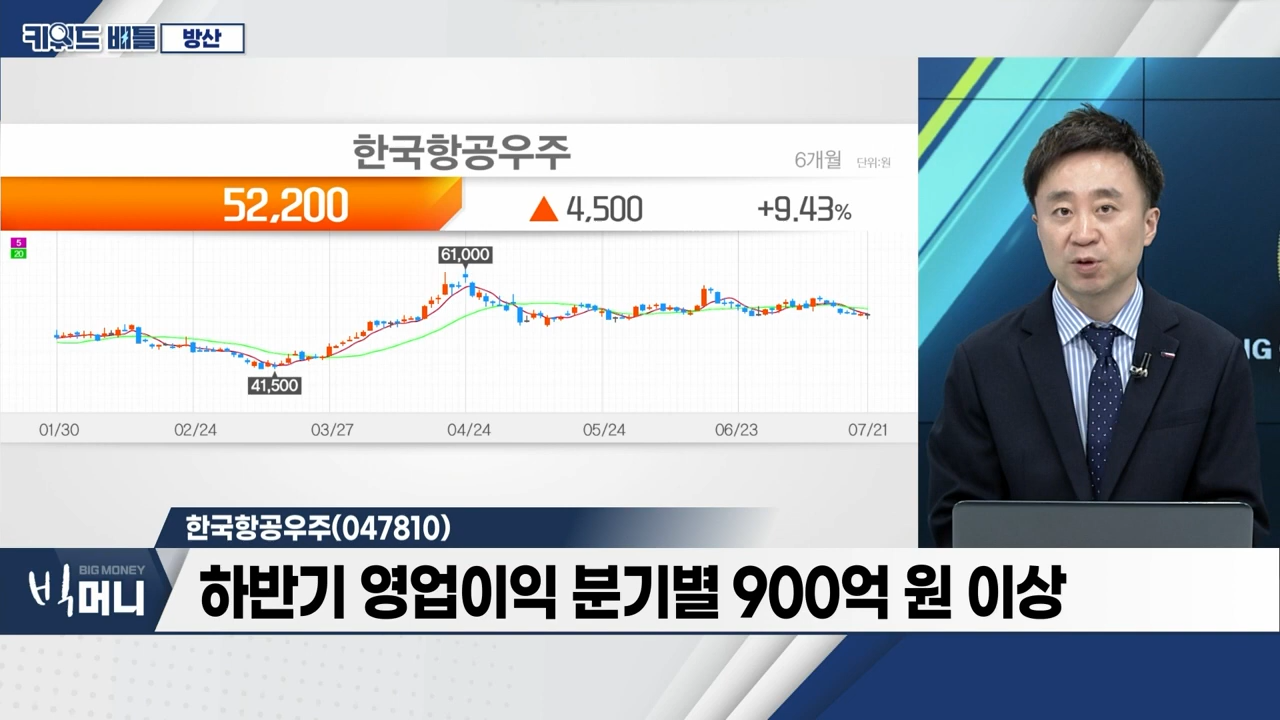 키워드 배틀 방산
한국항공우주
6개월 단위:원
52,200 ▲ 4,500 +9.43%
5
20
61,000
41,500
01/30 02/24 03/27 04/24 05/24 06/23 07/21
한국항공우주(047810)
BIG MONEY
빅머니
하반기 영업이익 분기별 900억 원 이상